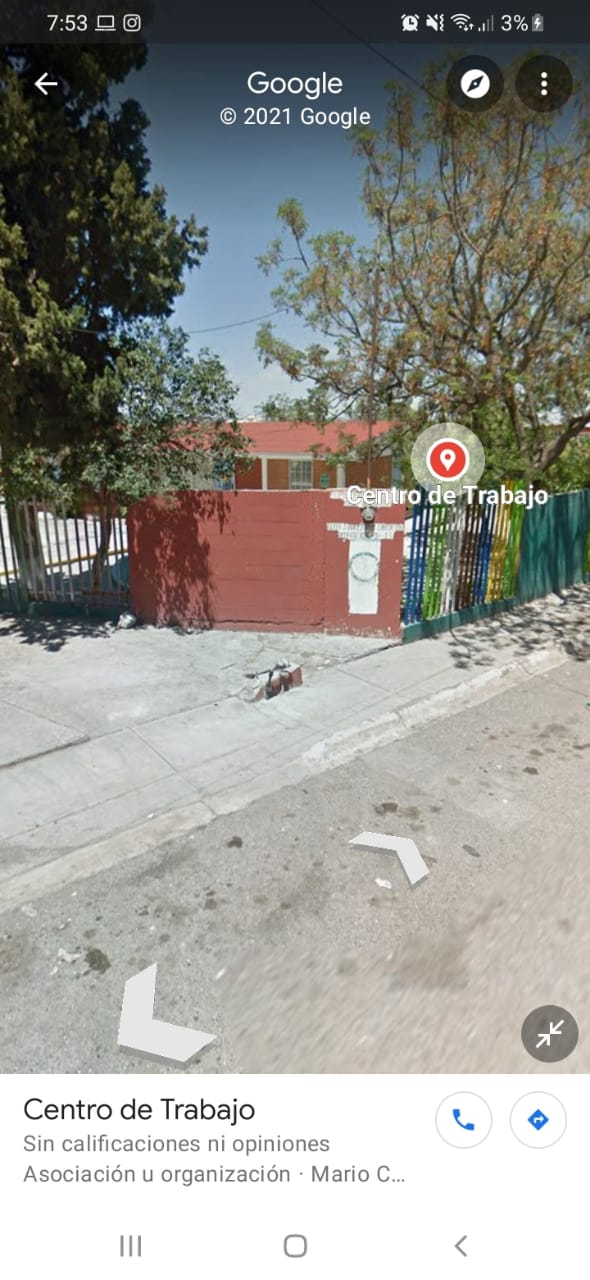 7:53
3%
Google
© 2021 Google
Centro de Trabajo
Centro de Trabajo
Sin calificaciones ni opiniones
Asociación u organización · Mario C...